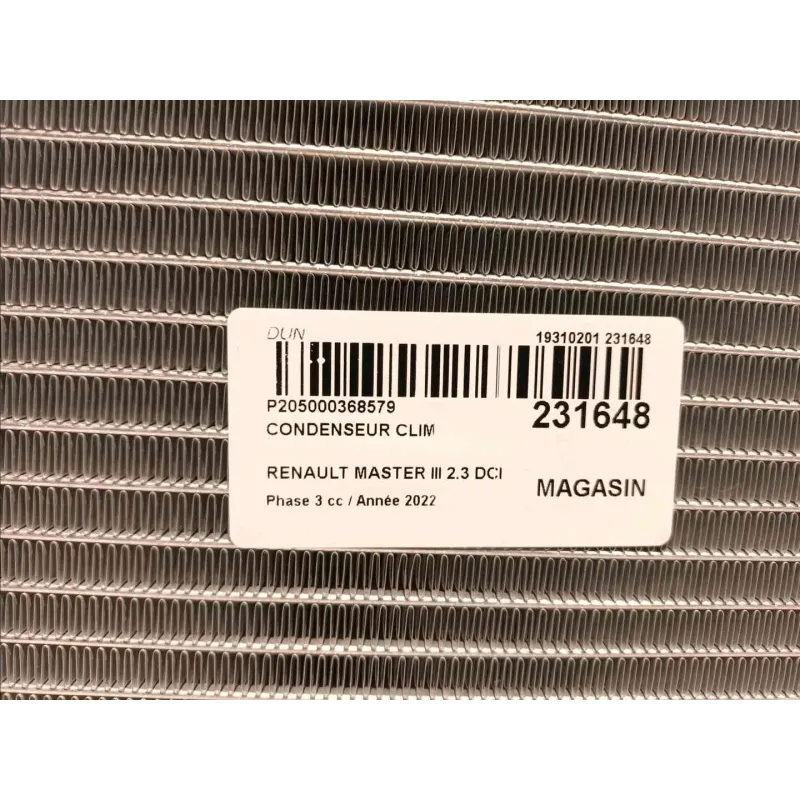 DUN
19310201 231648
P205000368579
231648
CONDENSEUR CLIM
RENAULT MASTER III 2.3 DCI
MAGASIN
Phase 3 cc / Année 2022